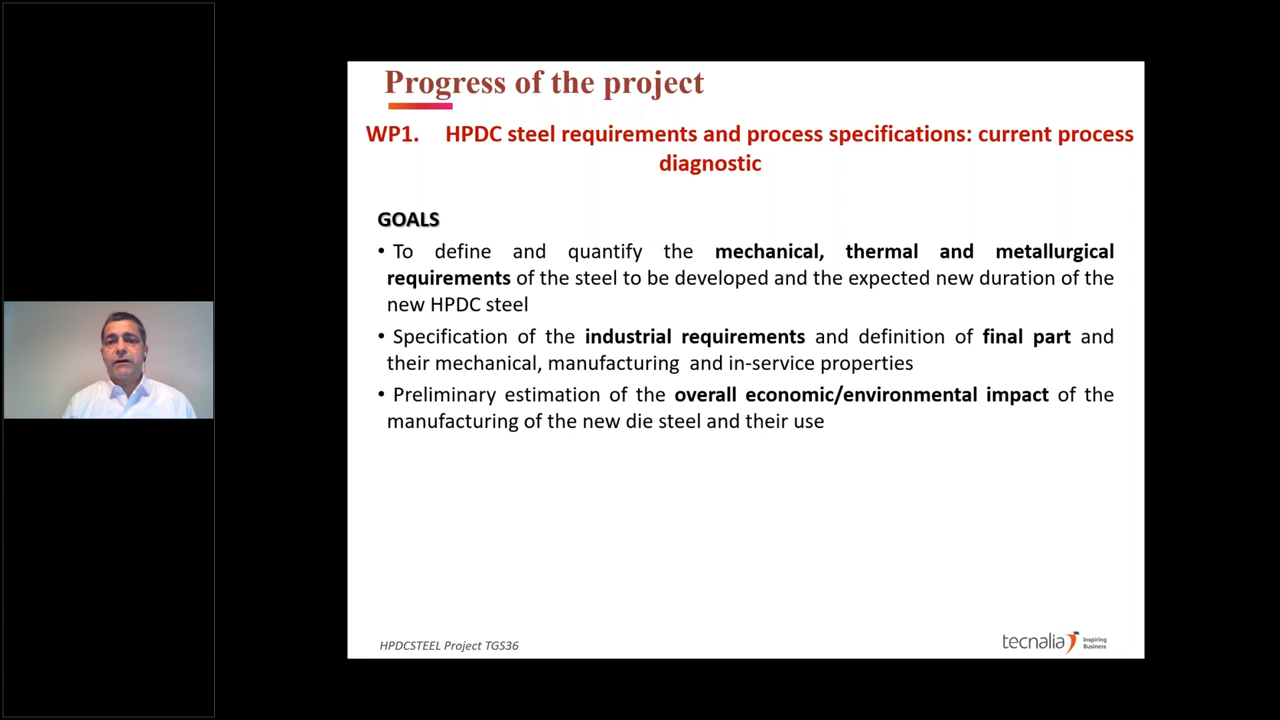 Progress of the project
WP1. HPDC steel requirements and process specifications: current process
diagnostic
GOALS
• To define and quantify the mechanical, thermal and metallurgical
requirements of the steel to be developed and the expected new duration of the
new HPDC steel
• Specification of the industrial requirements and definition of final part and
their mechanical, manufacturing and in-service properties
• Preliminary estimation of the overall economic/environmental impact of the
manufacturing of the new die steel and their use
HPDCSTEEL Project TGS36
tecnalia
Inspiring
Business